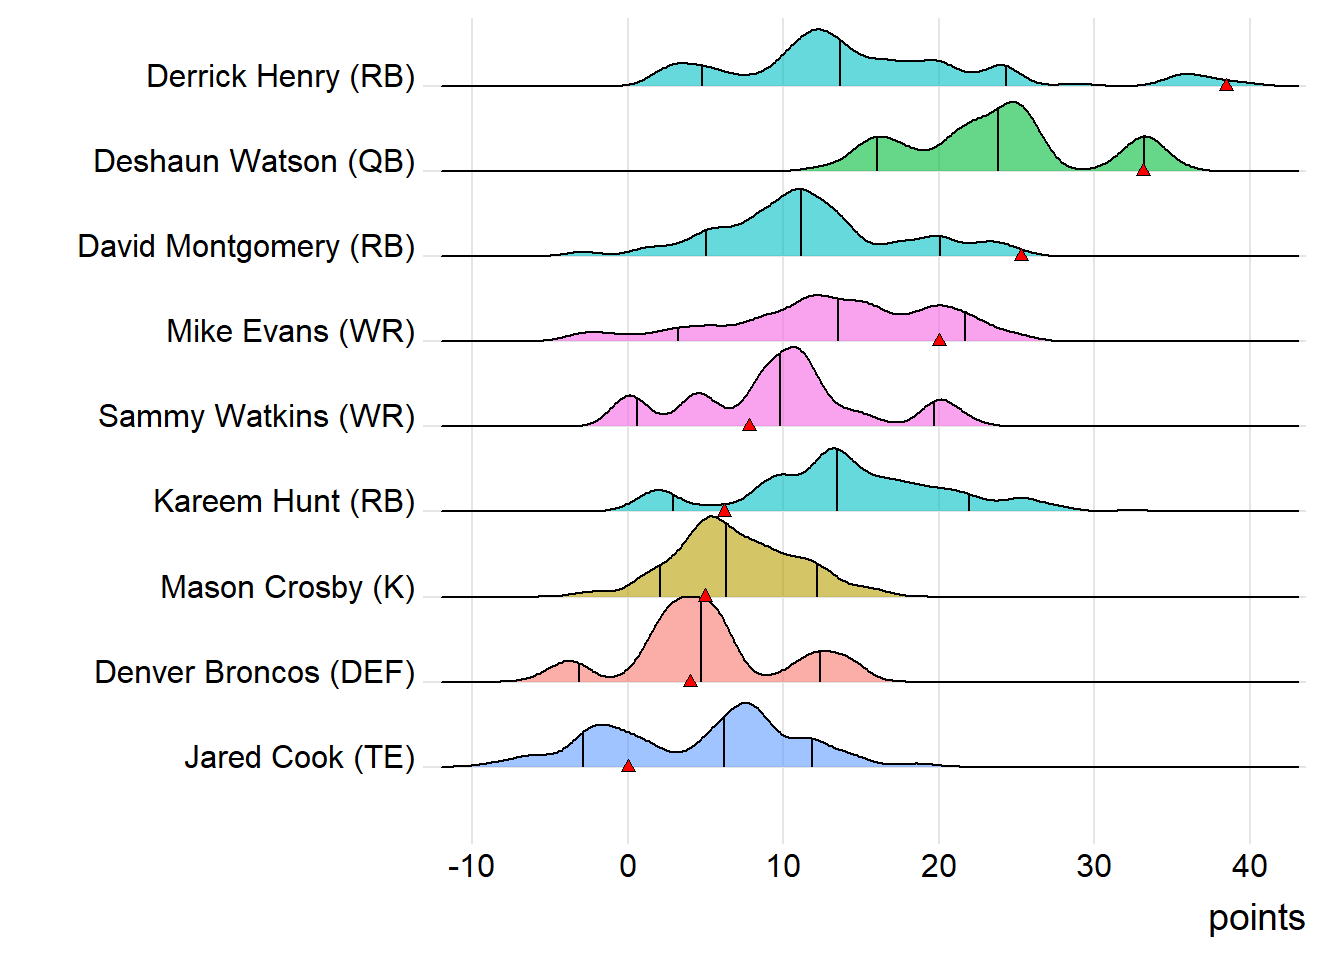 Derrick Henry (RB)
Deshaun Watson (QB)
David Montgomery (RB)
Mike Evans (WR)
Sammy Watkins (WR)
Kareem Hunt (RB)
Mason Crosby (K)
Denver Broncos (DEF)
Jared Cook (TE)
-10 0 10 20 30 40
points